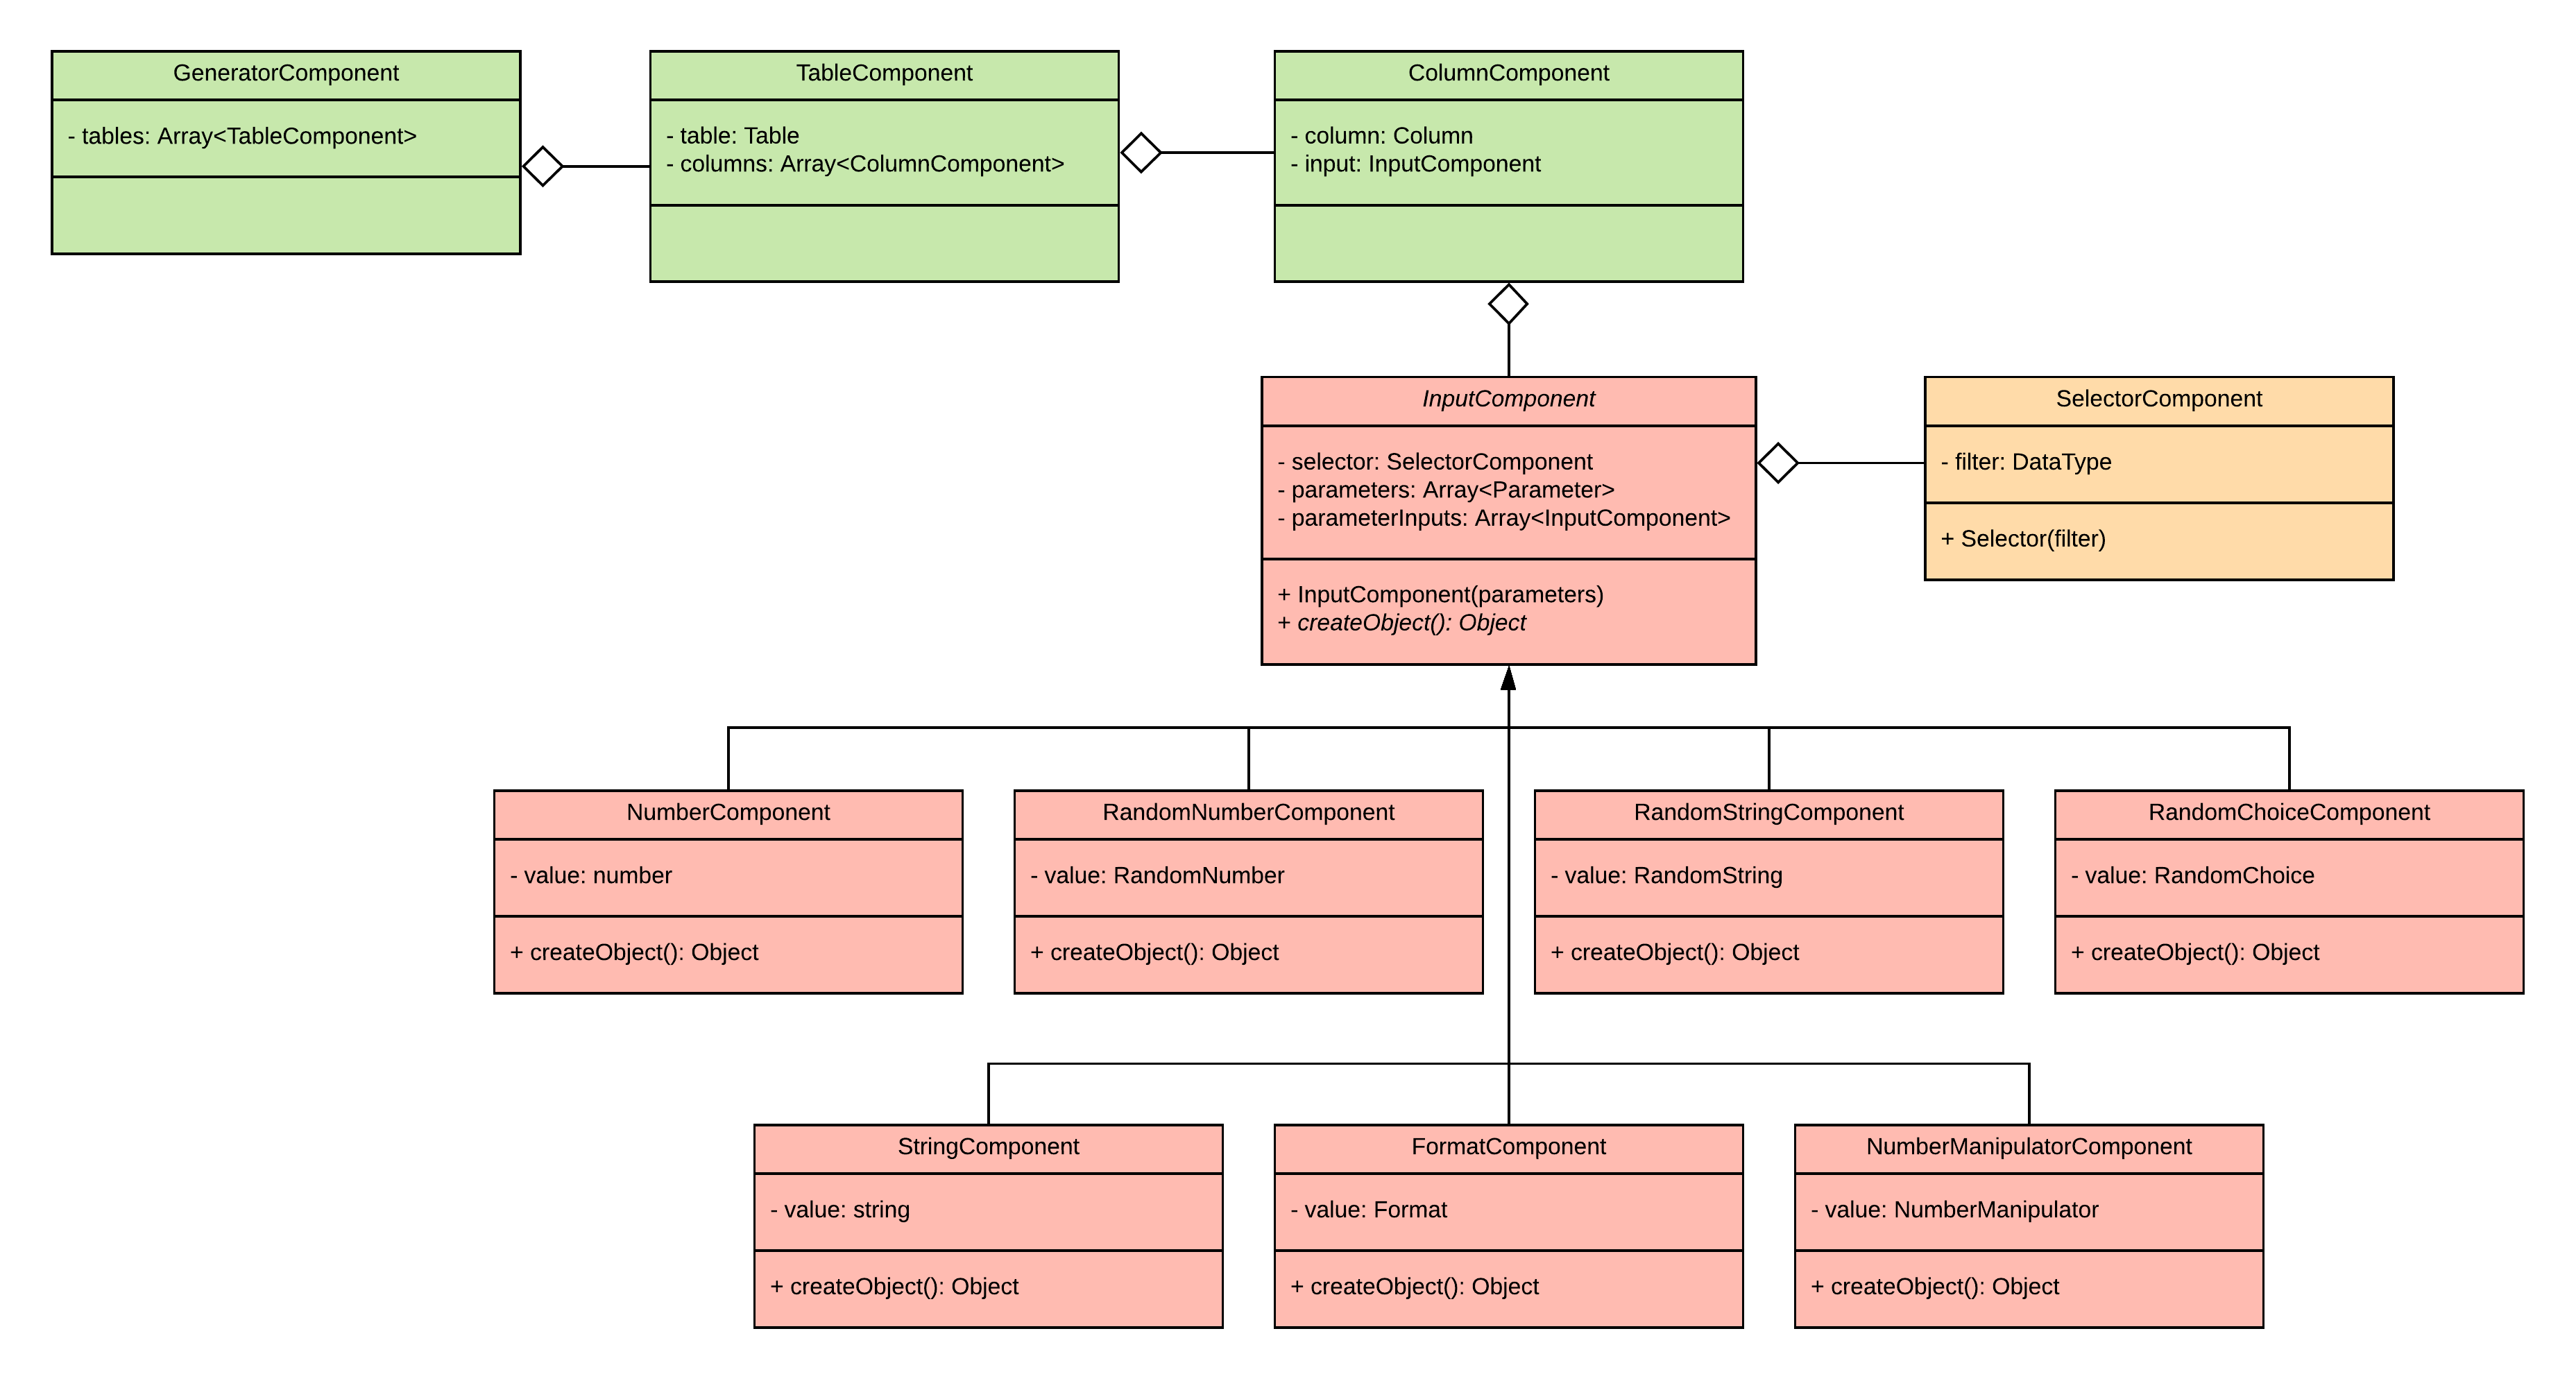 GeneratorComponent
- tables: Array<TableComponent>
TableComponent
- table: Table
- columns: Array<ColumnComponent>
ColumnComponent
- column: Column
- input: InputComponent
InputComponent
- selector: SelectorComponent
- parameters: Array<Parameter>
- parameterInputs: Array<InputComponent>
+ InputComponent(parameters)
+ createObject(): Object
SelectorComponent
- filter: DataType
+ Selector(filter)
NumberComponent
- value: number
+ createObject(): Object
RandomNumberComponent
- value: RandomNumber
+ createObject(): Object
RandomStringComponent
- value: RandomString
+ createObject(): Object
RandomChoiceComponent
- value: RandomChoice
+ createObject(): Object
StringComponent
- value: string
+ createObject(): Object
FormatComponent
- value: Format
+ createObject(): Object
NumberManipulatorComponent
- value: NumberManipulator
+ createObject(): Object